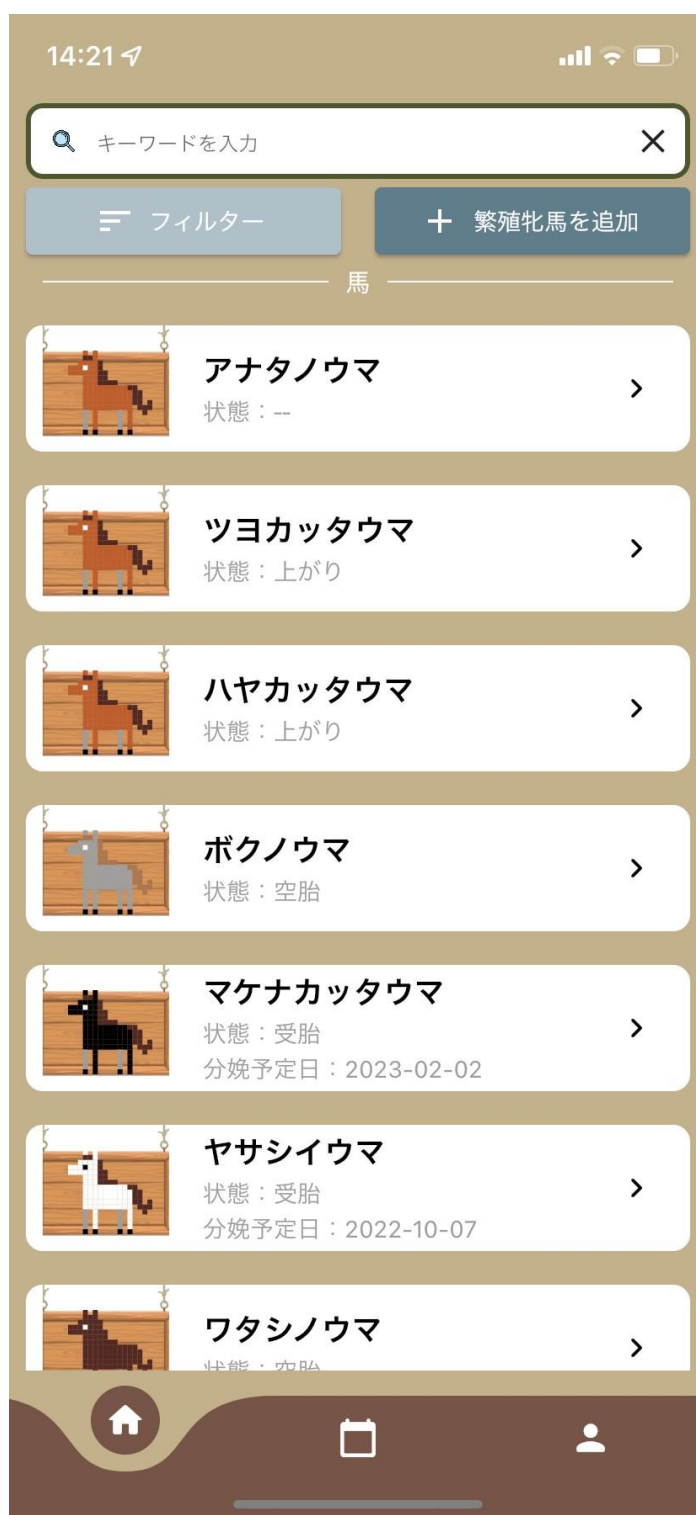 14:21
キーワードを入力
フィルター
繁殖牝馬を追加
馬
アナタノウマ
状態：--
ツヨカッタウマ
状態：上がり
ハヤカッタウマ
状態：上がり
ボクノウマ
状態：空胎
マケナカッタウマ
状態：受胎
分娩予定日：2023-02-02
ヤサシイウマ
状態：受胎
分娩予定日：2022-10-07
ワタシノウマ
状態：空胎